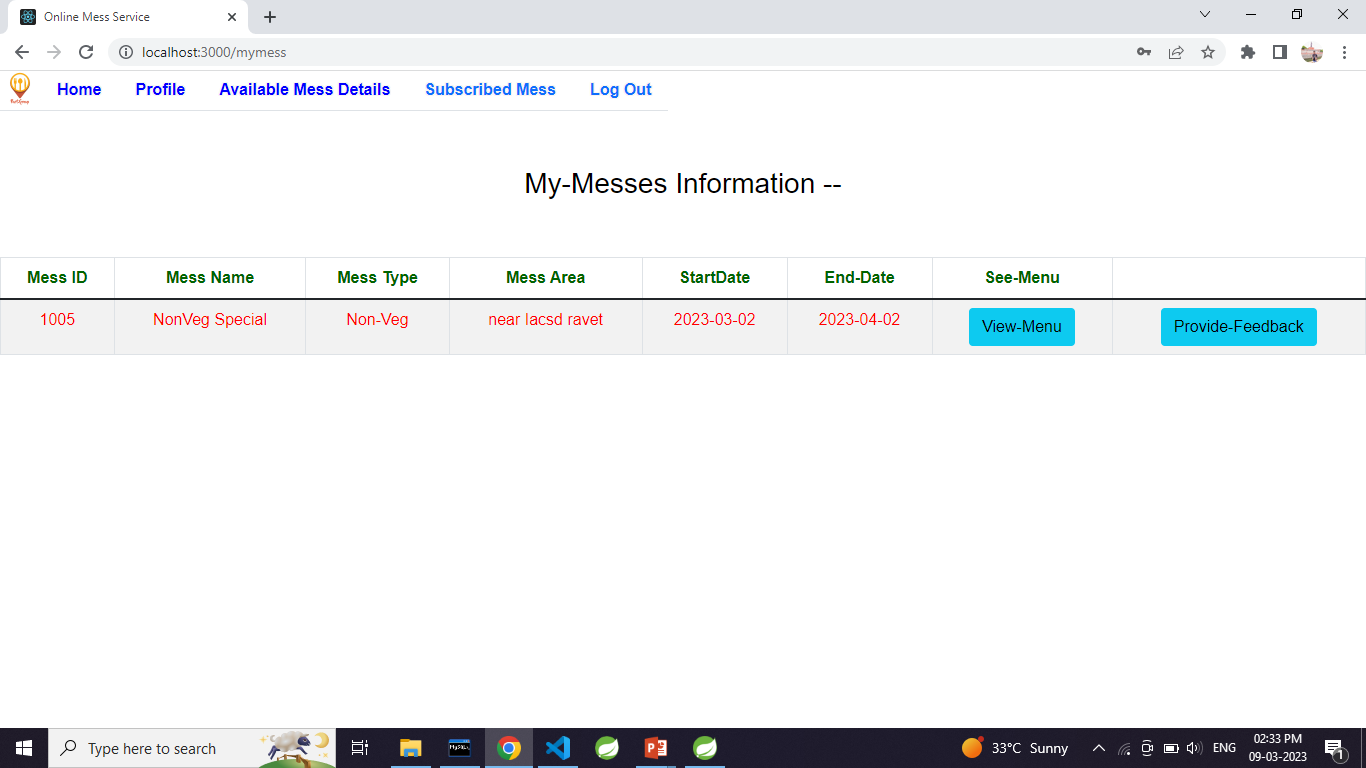 Online Mess Service
localhost:3000/mymess
Home Profile Available Mess Details Subscribed Mess Log Out
My-Messes Information --
Mess ID Mess Name Mess Type Mess Area StartDate End-Date See-Menu
1005 NonVeg Special Non-Veg near Iacsd ravet 2023-03-02 2023-04-02 View-Menu Provide-Feedback
Type here to search
MySQL
33°C Sunny
ENG
02:33 PM
09-03-2023
1